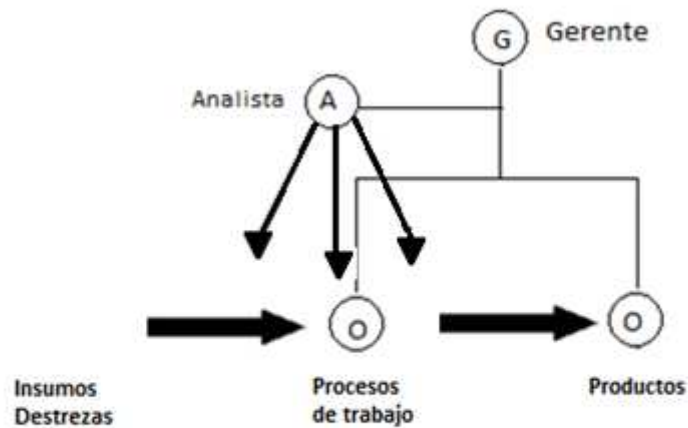 G Gerente
Analista A
O
O
Insumos
Destrezas
Procesos
de trabajo
Productos